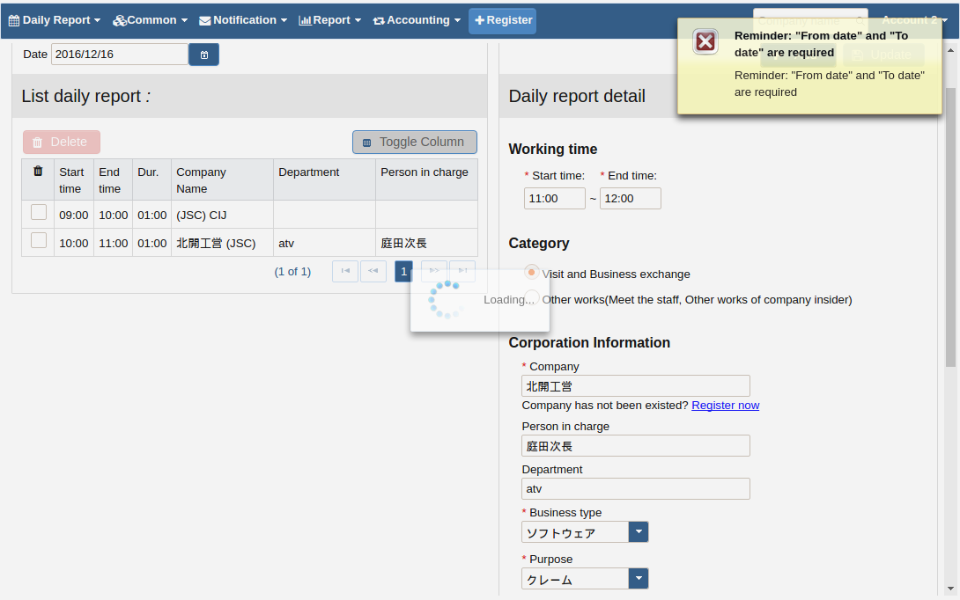 Daily Report
Common
Notification
Report
Accounting
Register
Account 2
Reminder: "From date" and "To
date" are required
Reminder: "From date" and "To date"
are required
Date 2016/12/16
List daily report :
Delete
Toggle Column
Start time
End time
Dur.
Company Name
Department
Person in charge
09:00 10:00 01:00 (JSC) CIJ
10:00 11:00 01:00 北開工営 (JSC) atv 庭田次長
(1 of 1) 1
Loading...
Daily report detail
Working time
* Start time: * End time:
11:00 ~ 12:00
Category
Visit and Business exchange
Other works(Meet the staff, Other works of company insider)
Corporation Information
* Company
北開工営
Company has not been existed? Register now
Person in charge
庭田次長
Department
atv
* Business type
ソフトウェア
* Purpose
クレーム